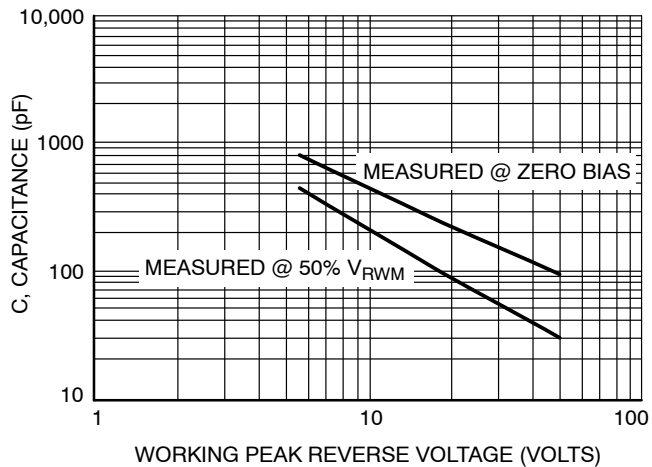 10,000
1000
100
10
C, CAPACITANCE (pF)
MEASURED @ ZERO BIAS
MEASURED @ 50% VRWM
1
10
100
WORKING PEAK REVERSE VOLTAGE (VOLTS)